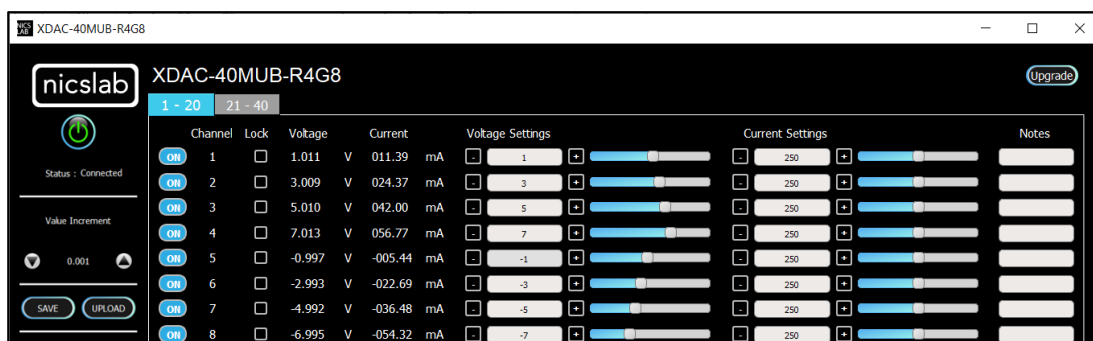 NICS LAB XDAC-40MUB-R4G8
nicslab XDAC-40MUB-R4G8 Upgrade
1 - 20 21 - 40
Channel Lock Voltage Current Voltage Settings Current Settings Notes
ON 1 1.011 V 011.39 mA - 1 + - 250 +
Status : Connected
ON 2 3.009 V 024.37 mA - 3 + - 250 +
ON 3 5.010 V 042.00 mA - 5 + - 250 +
Value Increment
ON 4 7.013 V 056.77 mA - 7 + - 250 +
0.001
ON 5 -0.997 V -005.44 mA - -1 + - 250 +
ON 6 -2.993 V -022.69 mA - -3 + - 250 +
SAVE UPLOAD
ON 7 -4.992 V -036.48 mA - -5 + - 250 +
ON 8 -6.995 V -054.32 mA - -7 + - 250 +